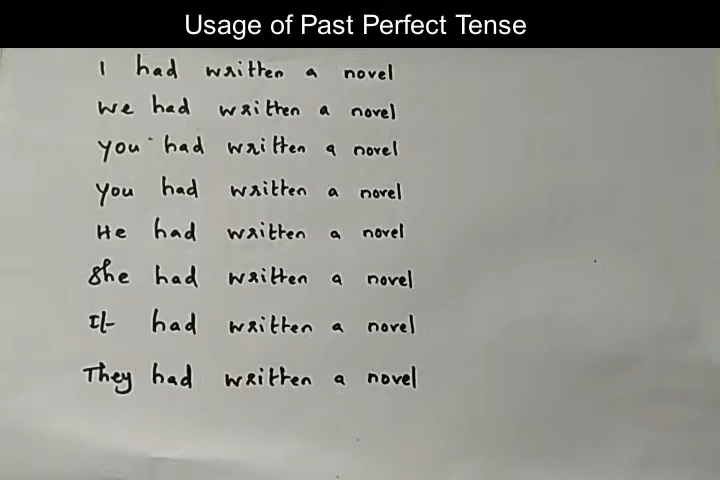 Usage of Past Perfect Tense
I had written a novel
We had written a novel
you had written a novel
you had written a novel
He had written a novel
She had written a novel
It had written a novel
They had written a novel